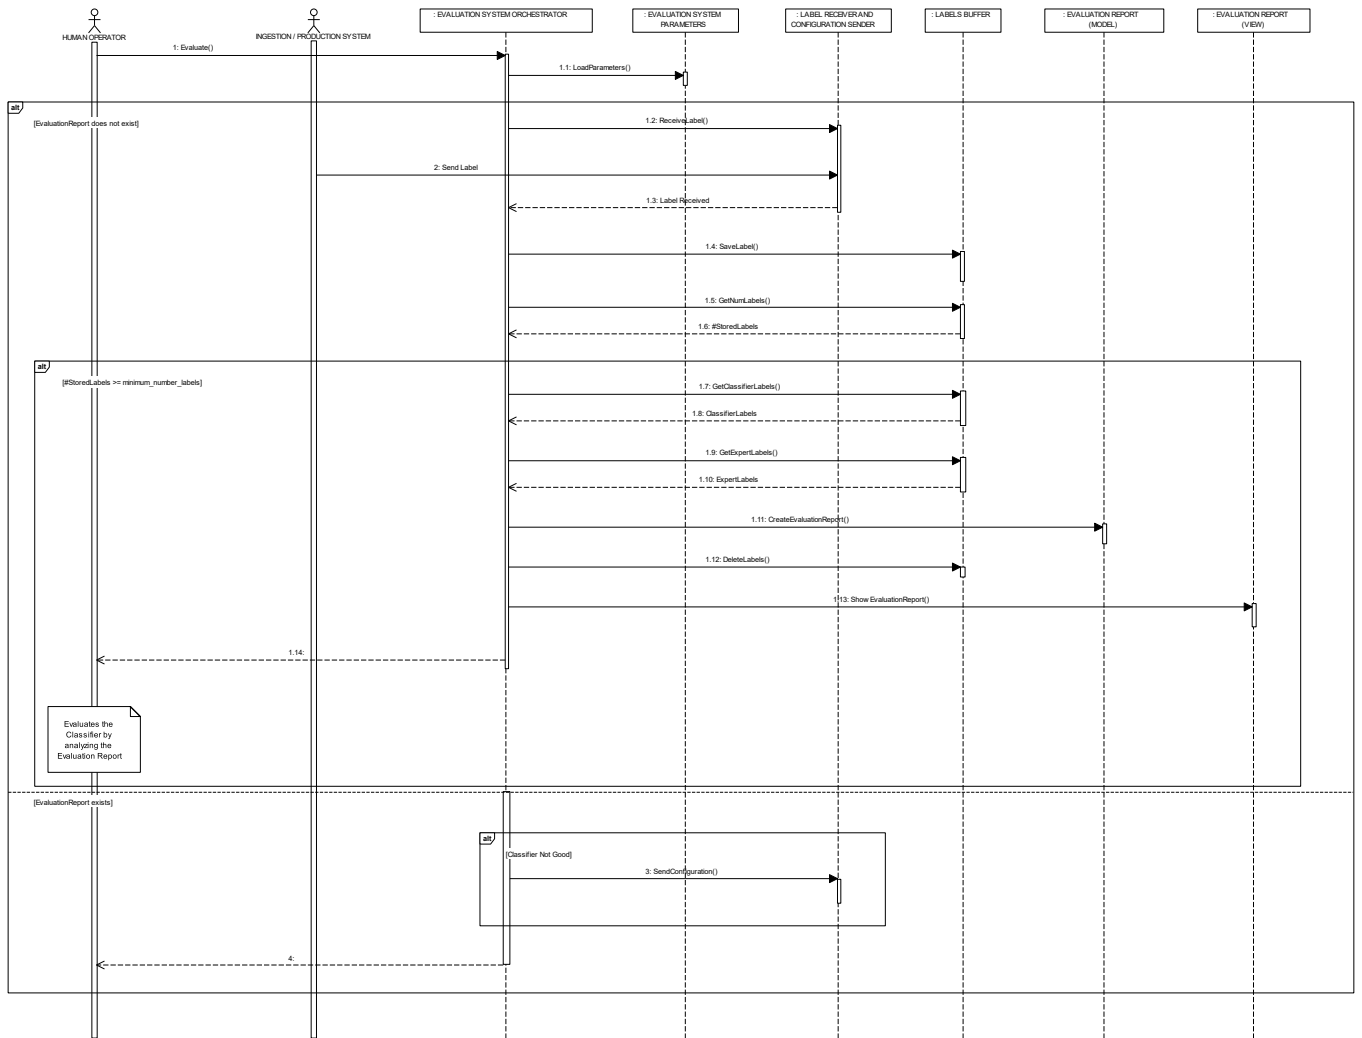 : EVALUATION SYSTEM ORCHESTRATOR
: EVALUATION SYSTEM
PARAMETERS
: LABEL RECEIVER AND
CONFIGURATION SENDER
: LABELS BUFFER
: EVALUATION REPORT
(MODEL)
: EVALUATION REPORT
(VIEW)
HUMAN OPERATOR
INGESTION / PRODUCTION SYSTEM
1: Evaluate()
1.1: LoadParameters()
alt
[EvaluationReport does not exist]
1.2: ReceiveLabel()
2: Send Label
1.3: Label Received
1.4: SaveLabel()
1.5: GetNumLabels()
1.6: #StoredLabels
alt
[#StoredLabels >= minimum_number_labels]
1.7: GetClassifierLabels()
1.8: ClassifierLabels
1.9: GetExpertLabels()
1.10: ExpertLabels
1.11: CreateEvaluationReport()
1.12: DeleteLabels()
1.13: Show EvaluationReport()
1.14:
Evaluates the
Classifier by
analyzing the
Evaluation Report
[EvaluationReport exists]
alt
[Classifier Not Good]
3: SendConfiguration()
4: